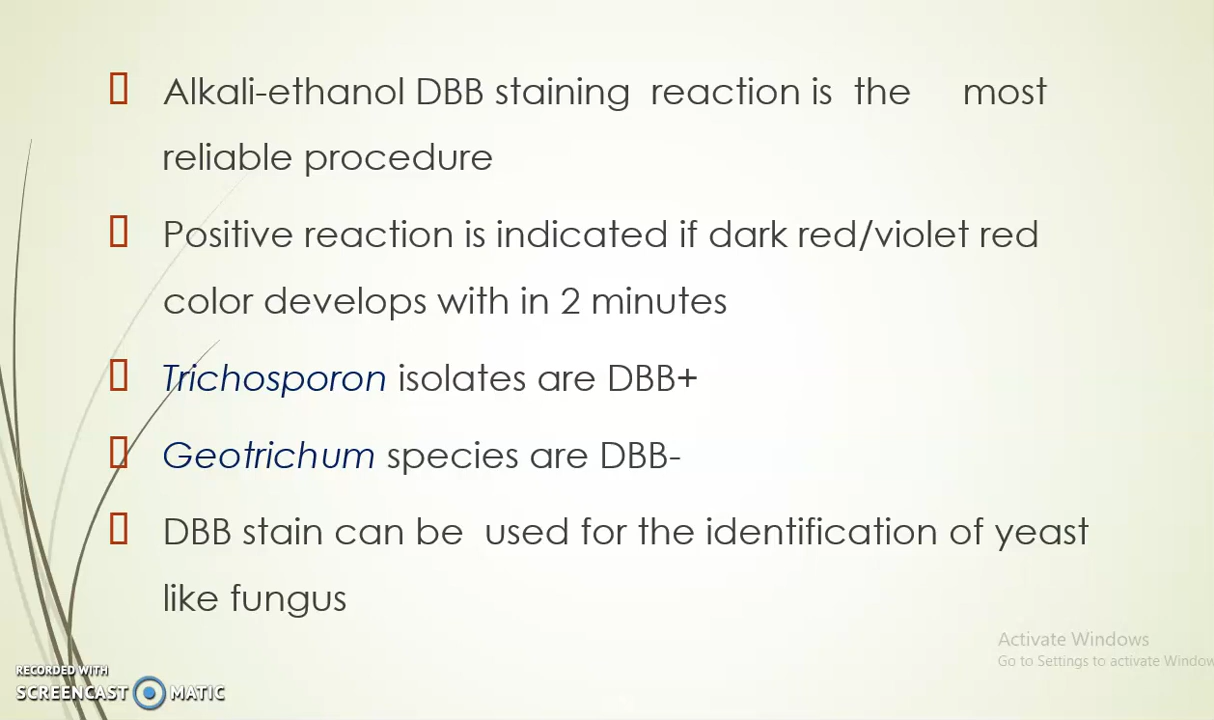 Alkali-ethanol DBB staining reaction is the most
reliable procedure
Positive reaction is indicated if dark red/violet red
color develops with in 2 minutes
Trichosporon isolates are DBB+
Geotrichum species are DBB-
DBB stain can be used for the identification of yeast
like fungus
Activate Windows
Go to Settings to activate Window
RECORDED WITH
SCREENCAST MATIC